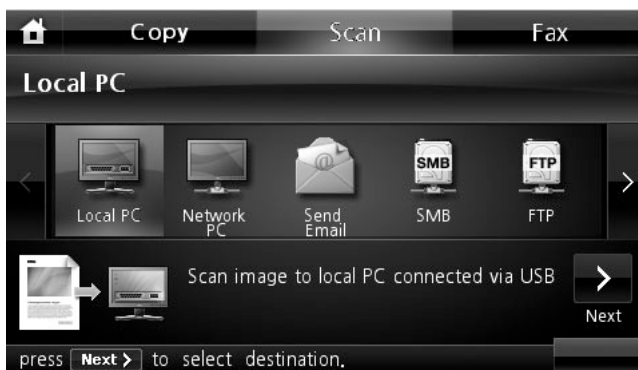 Copy Scan Fax
Local PC
SMB FTP
Local PC Network PC Send Email SMB FTP
Scan image to local PC connected via USB
Next
press Next > to select destination.